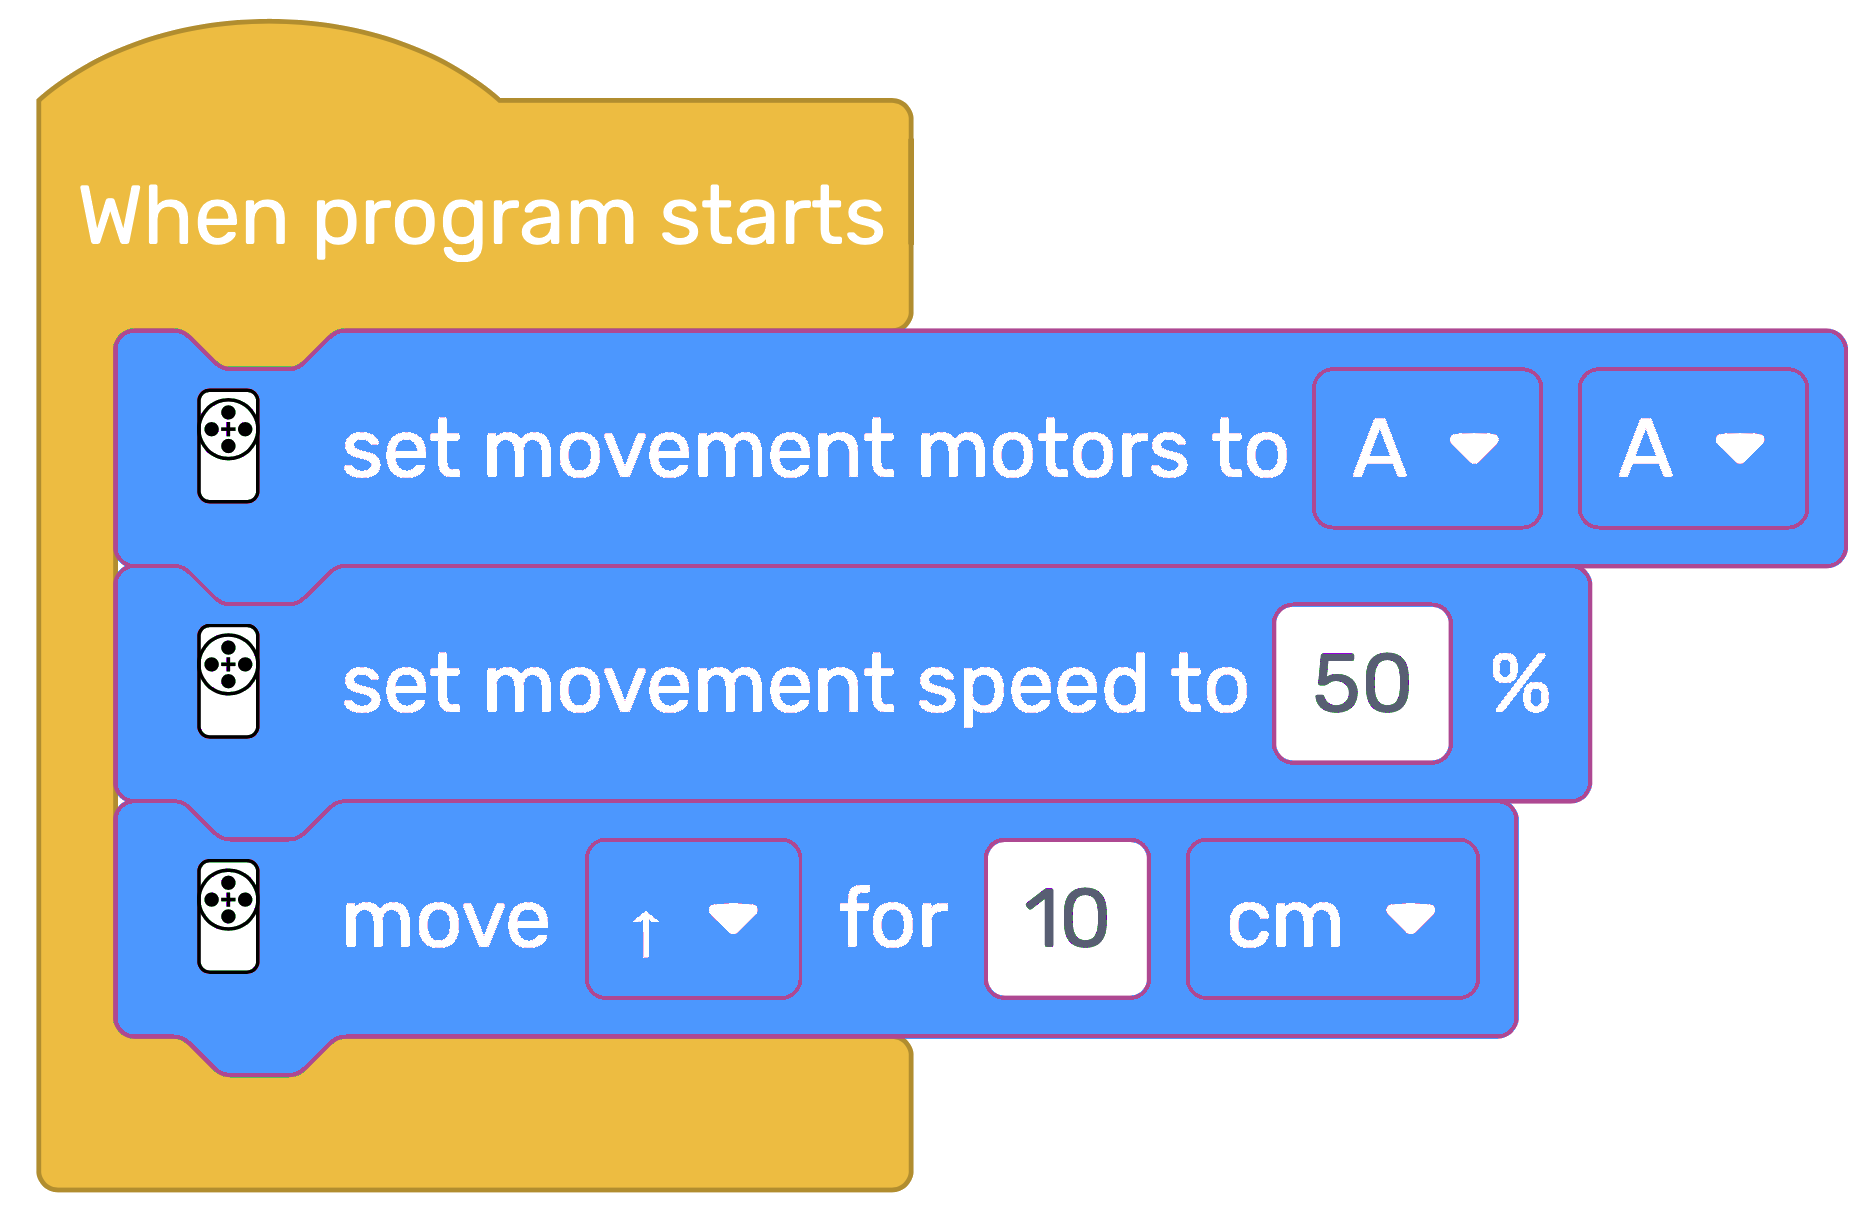 When program starts
set movement motors to A A
set movement speed to 50 %
move ↑ for 10 cm